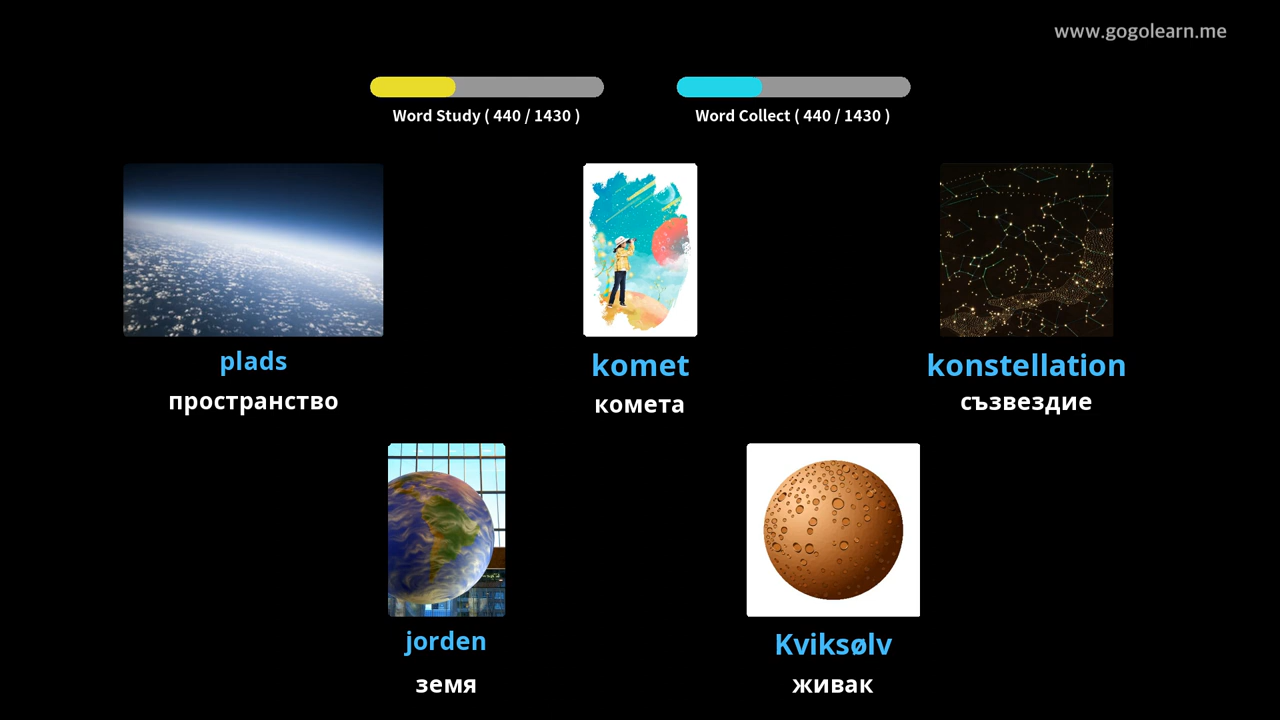 www.gogolearn.me
Word Study ( 440 / 1430 )
Word Collect ( 440 / 1430 )
plads
komet
konstellation
пространство
комета
съзвездие
jorden
Kviksølv
земя
живак